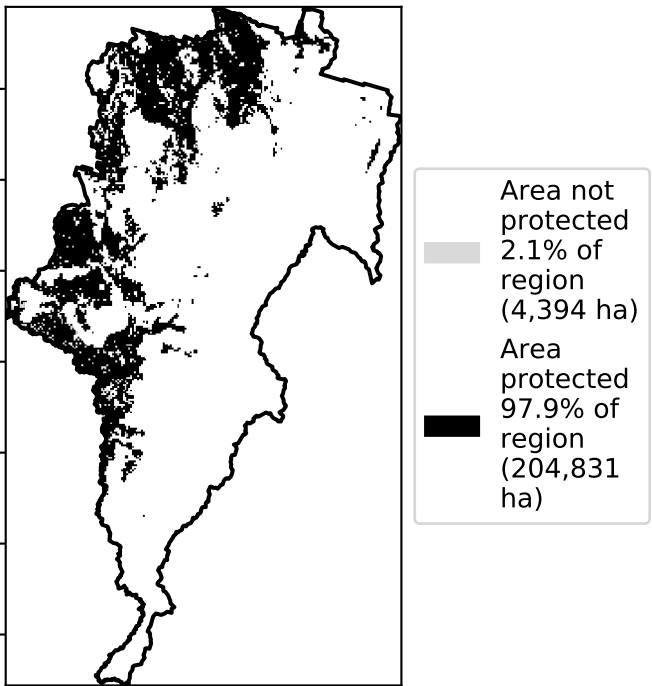 Area not
protected
2.1% of
region
(4,394 ha)
Area
protected
97.9% of
region
(204,831
ha)